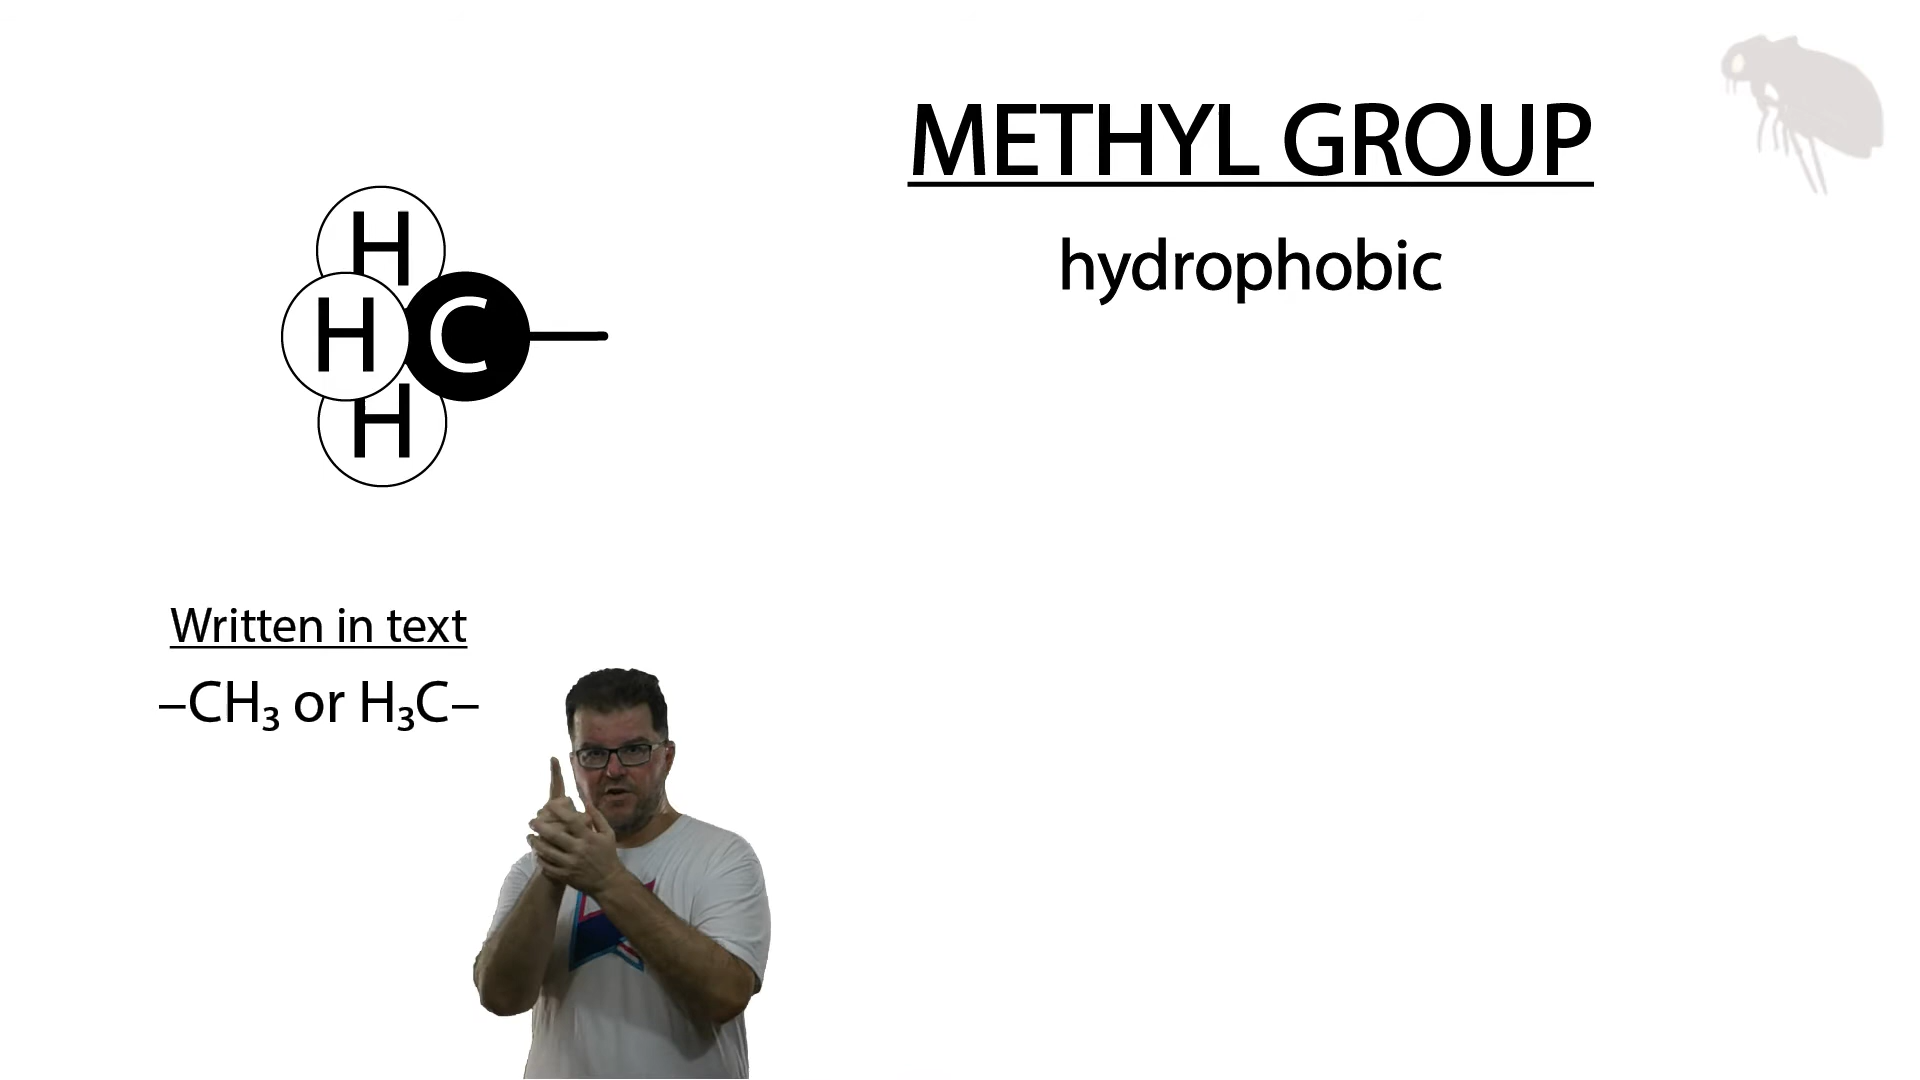 METHYL GROUP
hydrophobic
H
H C
H
Written in text
–CH₃ or H₃C–